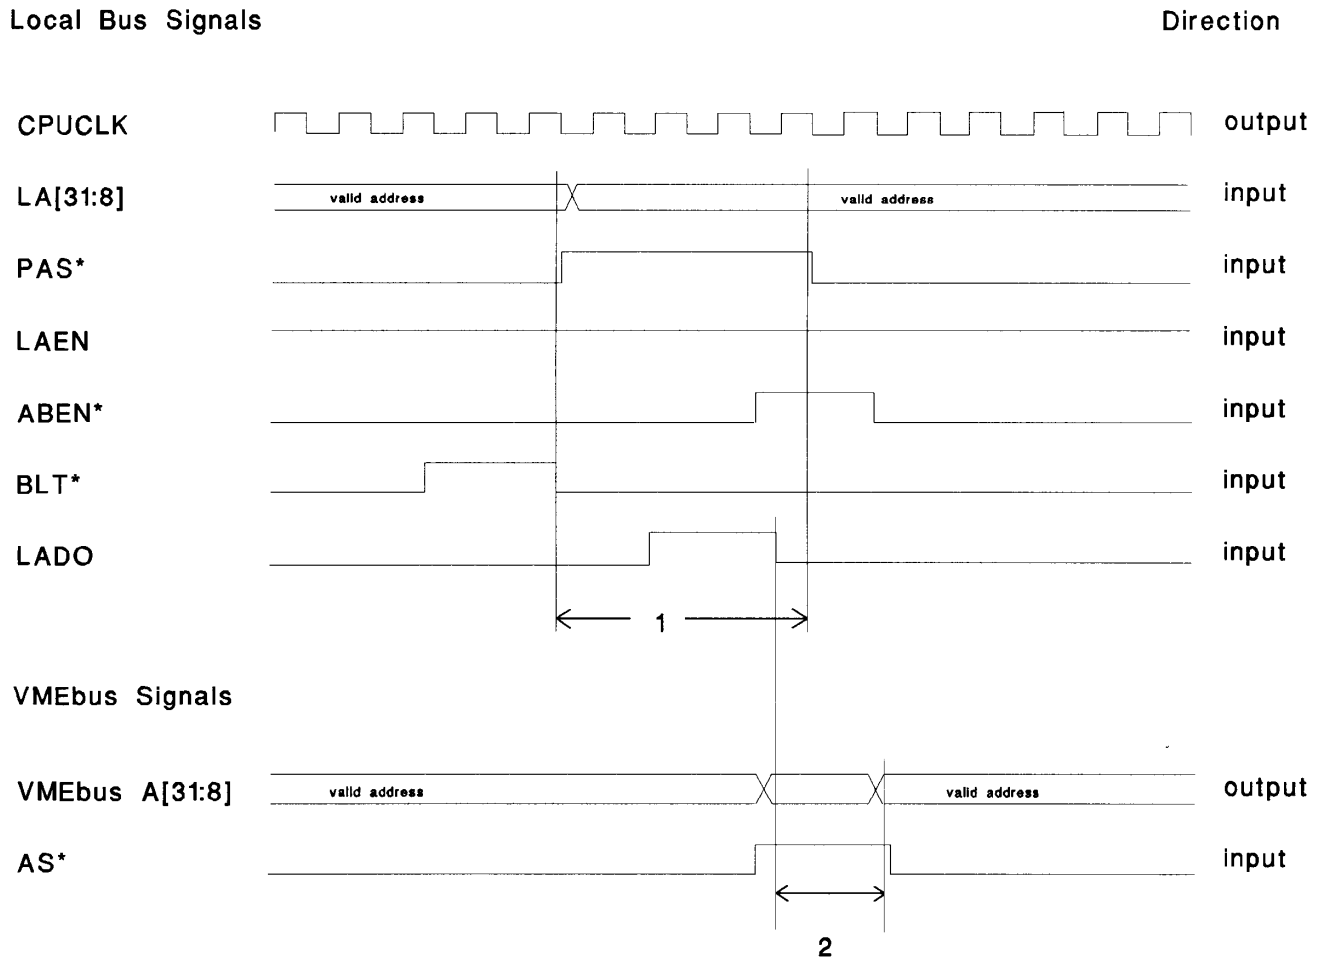 Local Bus Signals Direction
CPUCLK output
LA[31:8] valid address valid address input
PAS* input
LAEN input
ABEN* input
BLT* input
LADO input
1
VMEbus Signals
VMEbus A[31:8] valid address valid address output
AS* input
2